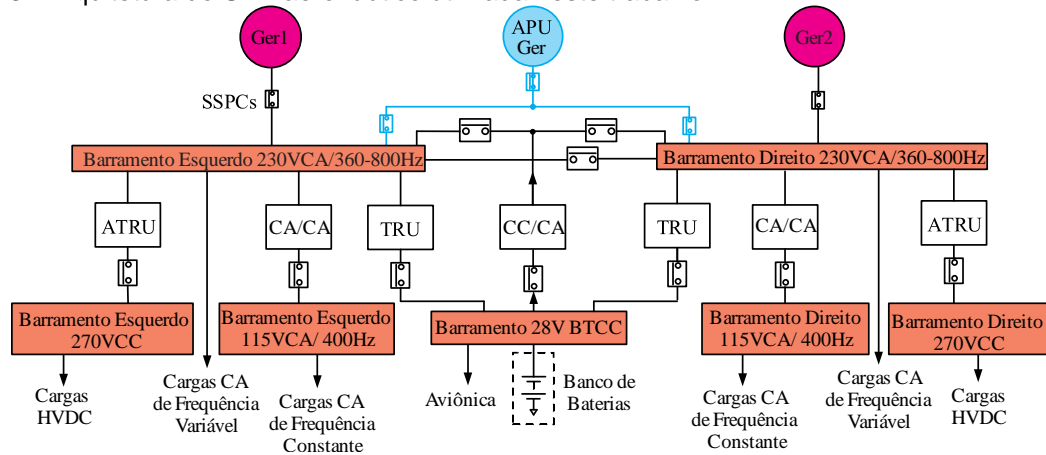 Ger1
APU
Ger
Ger2
SSPCs
Barramento Esquerdo 230VCA/360-800Hz
Barramento Direito 230VCA/360-800Hz
ATRU
CA/CA
TRU
CC/CA
TRU
CA/CA
ATRU
Barramento Esquerdo
270VCC
Barramento Esquerdo
115VCA/ 400Hz
Barramento 28V BTCC
Barramento Direito
115VCA/ 400Hz
Barramento Direito
270VCC
Cargas
HVDC
Cargas CA
de Frequência
Variável
Cargas CA
de Frequência
Constante
Aviônica
Banco de
Baterias
Cargas CA
de Frequência
Constante
Cargas CA
de Frequência
Variável
Cargas
HVDC